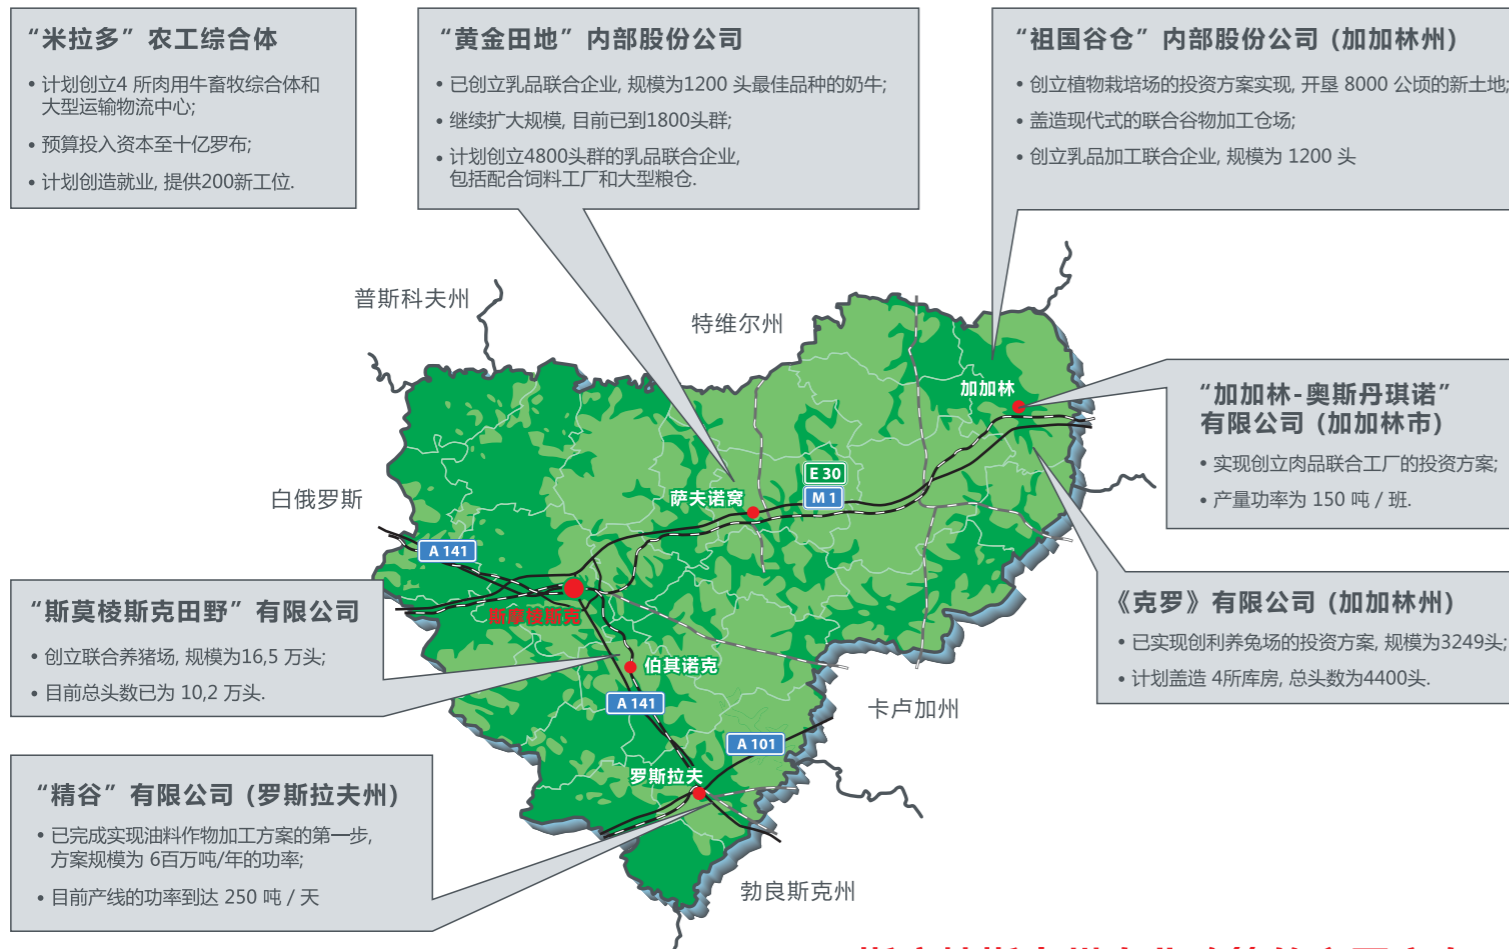 “米拉多” 农工综合体
• 计划创立4 所肉用牛畜牧综合体和
大型运输物流中心;
• 预算投入资本至十亿罗布;
• 计划创造就业, 提供200新工位.
“黄金田地” 内部股份公司
• 已创立乳品联合企业, 规模为1200 头最佳品种的奶牛;
• 继续扩大规模, 目前已到1800头群;
• 计划创立4800头群的乳品联合企业,
包括配合饲料工厂和大型粮仓.
“祖国谷仓” 内部股份公司 (加加林州)
• 创立植物栽培场的投资方案实现, 开垦 8000 公顷的新土地;
• 盖造现代式的联合谷物加工仓场;
• 创立乳品加工联合企业, 规模为 1200 头
普斯科夫州
特维尔州
加加林
“加加林-奥斯丹琪诺”
有限公司 (加加林市)
• 实现创立肉品联合工厂的投资方案;
• 产量功率为 150 吨 / 班.
E 30
M 1
萨夫诺窝
白俄罗斯
A 141
“斯莫棱斯克田野” 有限公司
• 创立联合养猪场, 规模为16,5 万头;
• 目前总头数已为 10,2 万头.
斯摩棱斯克
伯其诺克
A 141
《克罗》有限公司 (加加林州)
• 已实现创利养兔场的投资方案, 规模为3249头;
• 计划盖造 4所库房, 总头数为4400头.
卡卢加州
A 101
罗斯拉夫
“精谷” 有限公司 (罗斯拉夫州)
• 已完成实现油料作物加工方案的第一步,
方案规模为 6百万吨/年的功率;
• 目前产线的功率到达 250 吨 / 天
勃良斯克州